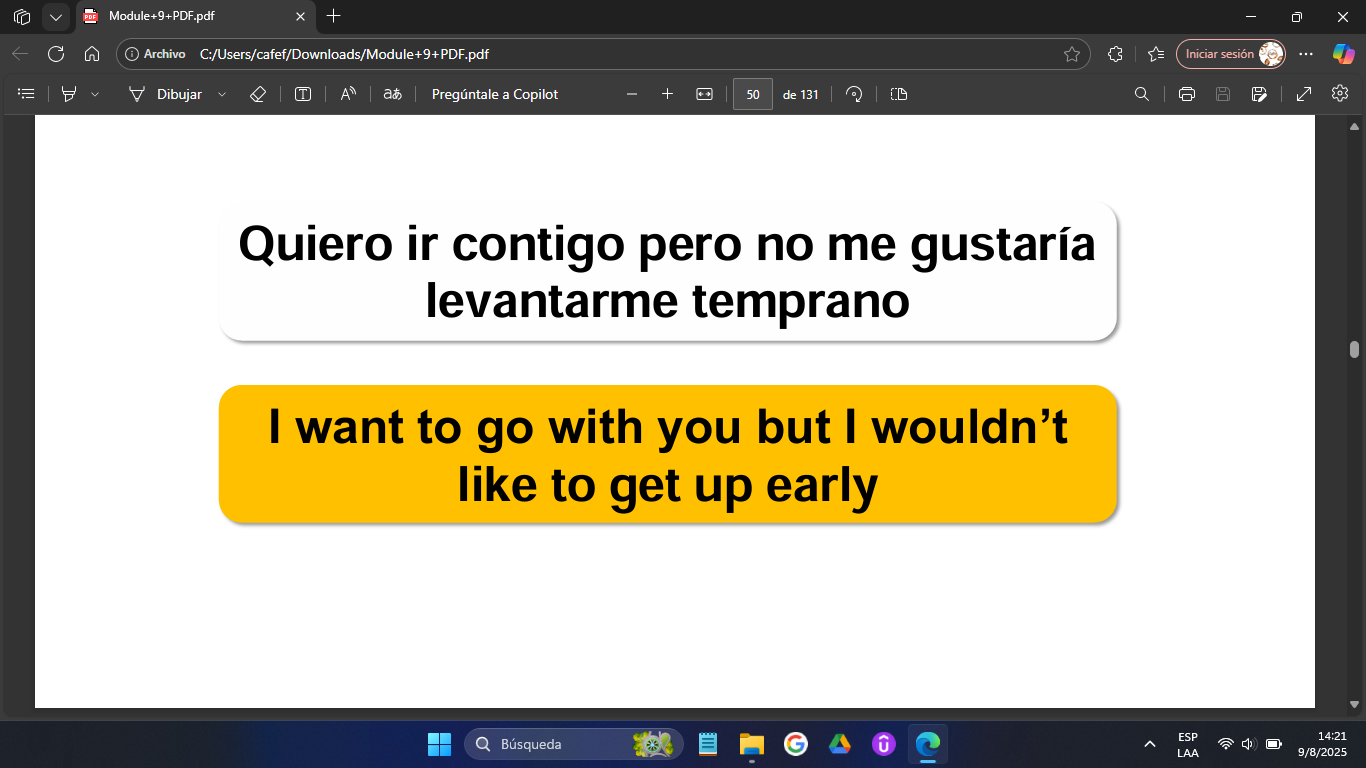 Module+9+PDF.pdf
Archivo C:/Users/cafef/Downloads/Module+9+PDF.pdf Iniciar sesión
Dibujar Pregúntale a Copilot 50 de 131
Quiero ir contigo pero no me gustaría
levantarme temprano
I want to go with you but I wouldn’t
like to get up early
Búsqueda
ESP
LAA
14:21
9/8/2025